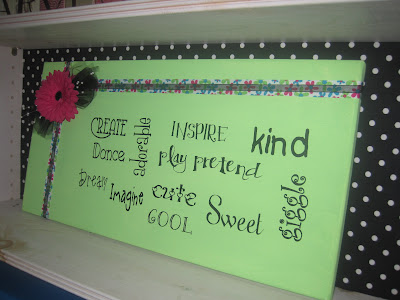 CREATE
adorable
INSPIRE
kind
Dance
play pretend
Dream
Imagine
cute
COOL
Sweet
giggle